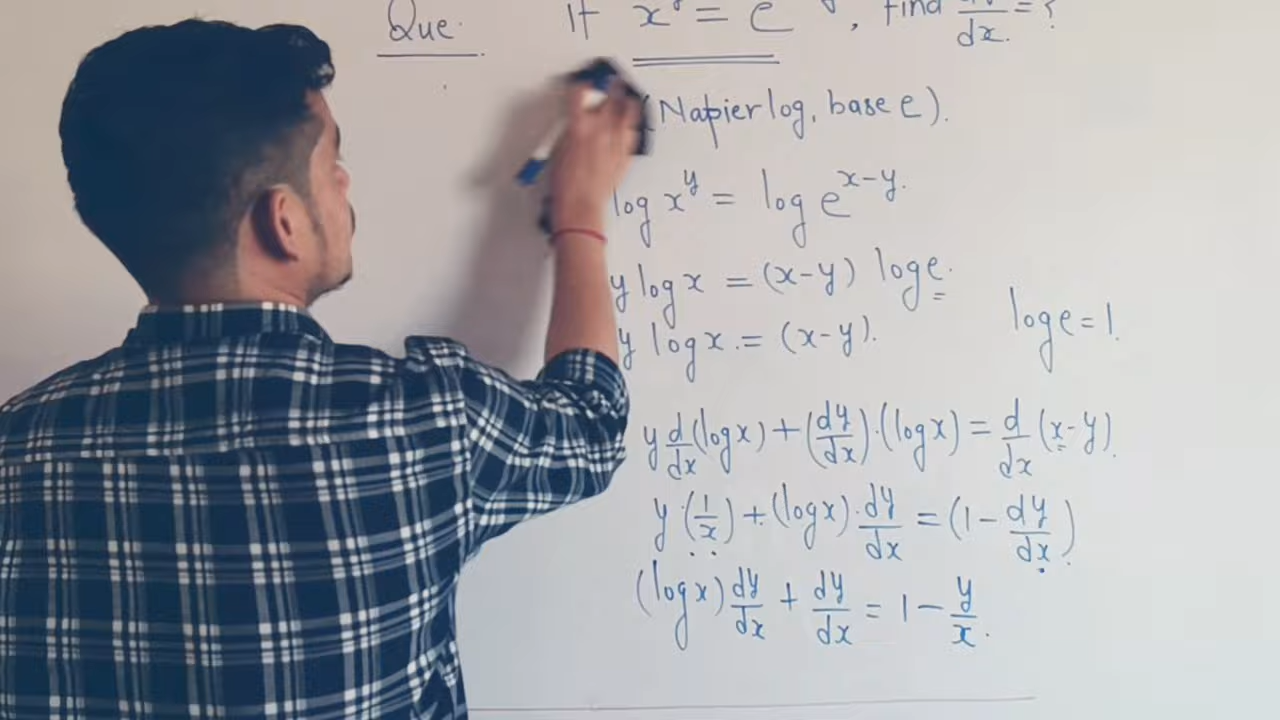 Que. If x^y = e , find dy/dx = ?
(Napier log, base e).
log x^y = log e^(x-y).
y log x = (x-y) log e.
log e = 1.
y log x = (x-y).
y d/dx (log x) + (dy/dx).(log x) = d/dx (x-y).
y.(1/x) + (log x).dy/dx = (1 - dy/dx)
(log x) dy/dx + dy/dx = 1 - y/x.